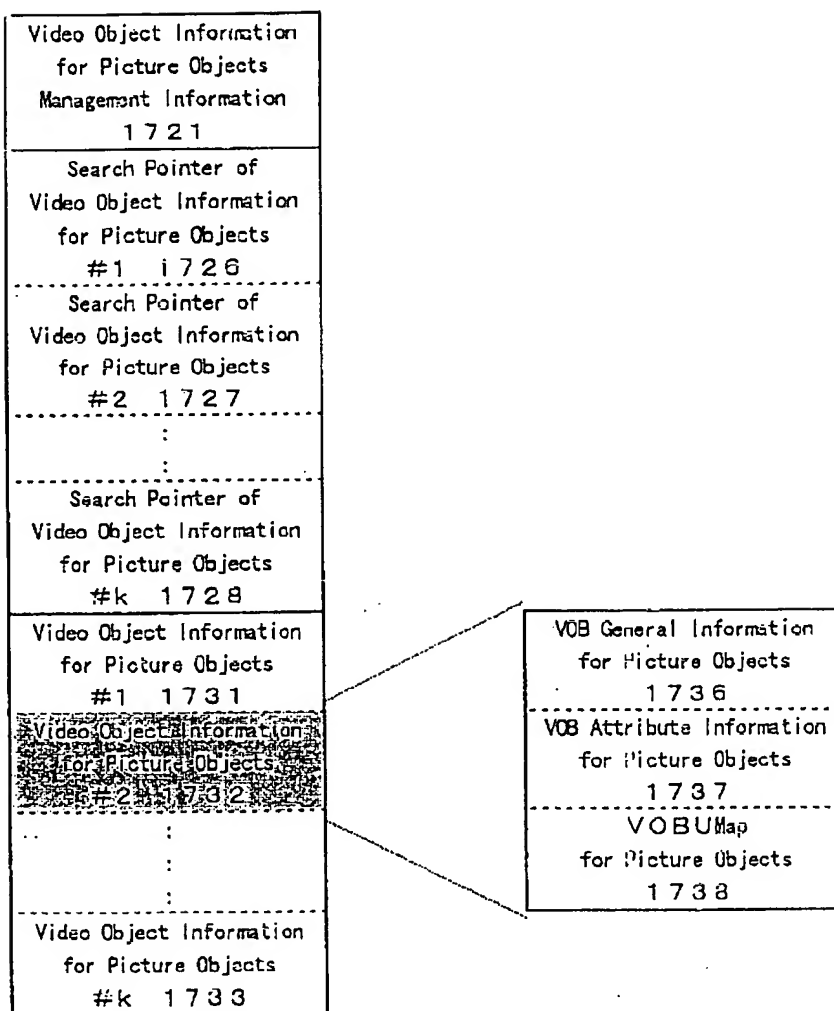 Video Object Information
for Picture Objects
Management Information
1721
Search Pointer of
Video Object Information
for Picture Objects
#1 1726
Search Pointer of
Video Object Information
for Picture Objects
#2 1727
:
:
Search Pointer of
Video Object Information
for Picture Objects
#k 1728
Video Object Information
for Picture Objects
#1 1731
Video Object Information
for Picture Objects
#2 1732
:
:
:
Video Object Information
for Picture Objects
#k 1733
VOB General Information
for Picture Objects
1736
VOB Attribute Information
for Picture Objects
1737
VOBUMap
for Picture Objects
1738